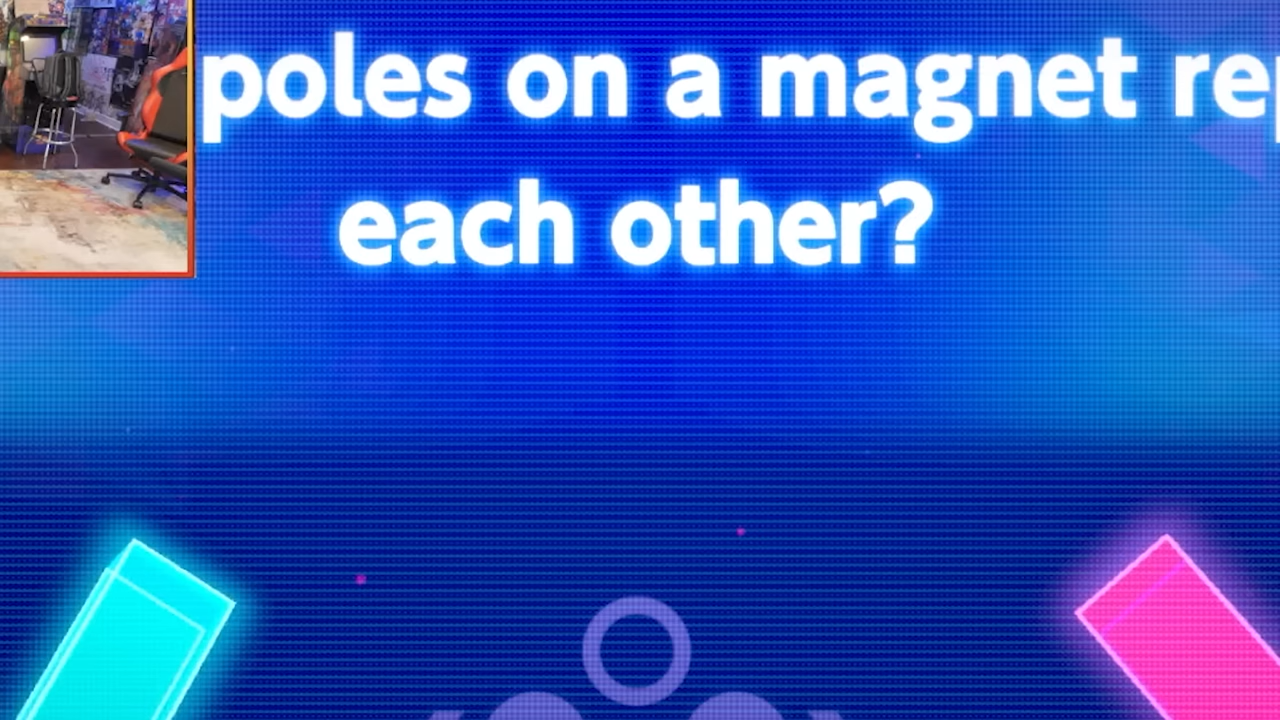 poles on a magnet
each other?